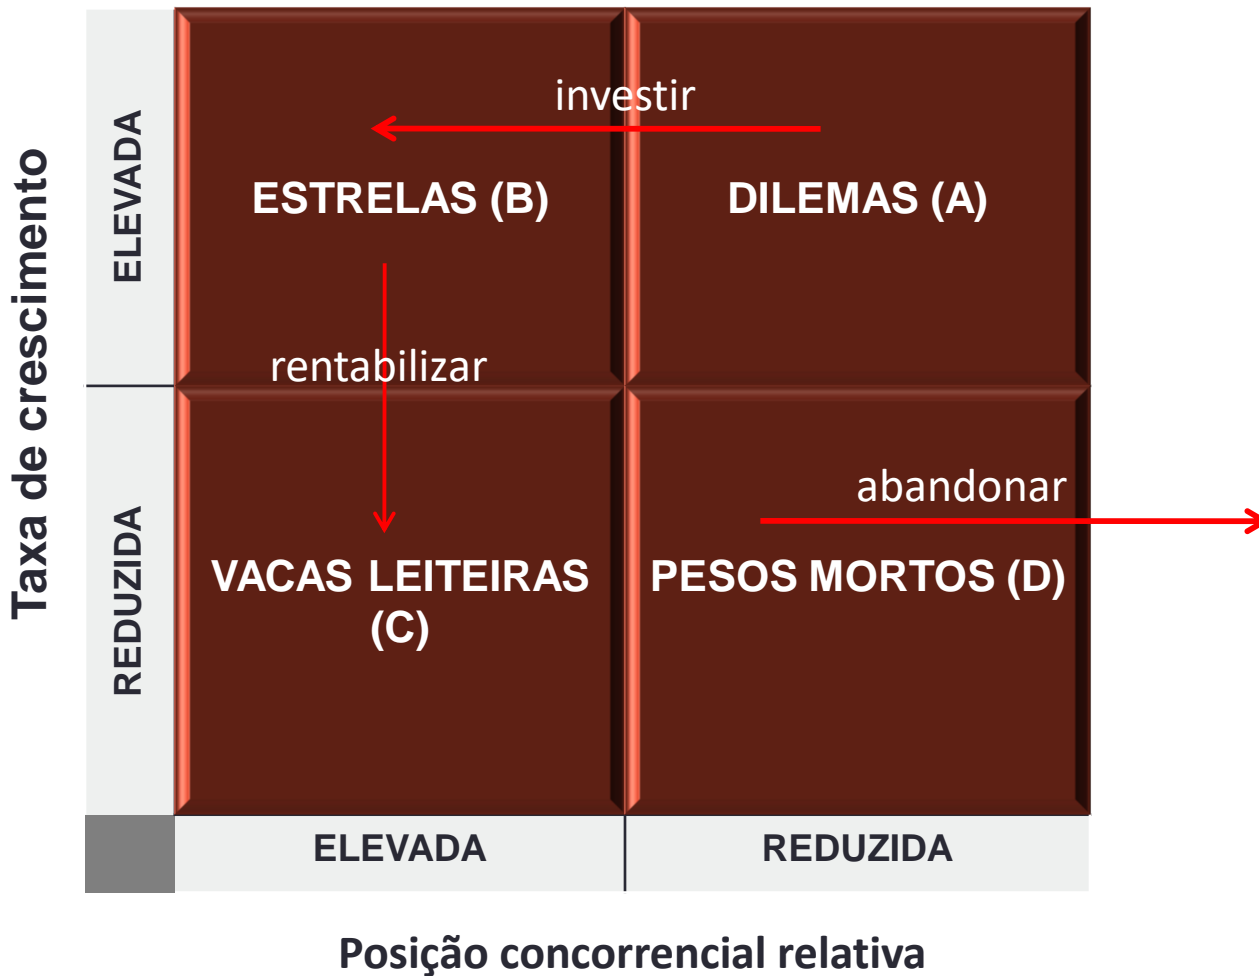 Taxa de crescimento
ELEVADA
investir
ESTRELAS (B)
DILEMAS (A)
rentabilizar
REDUZIDA
abandonar
VACAS LEITEIRAS
(C)
PESOS MORTOS (D)
ELEVADA
REDUZIDA
Posição concorrencial relativa